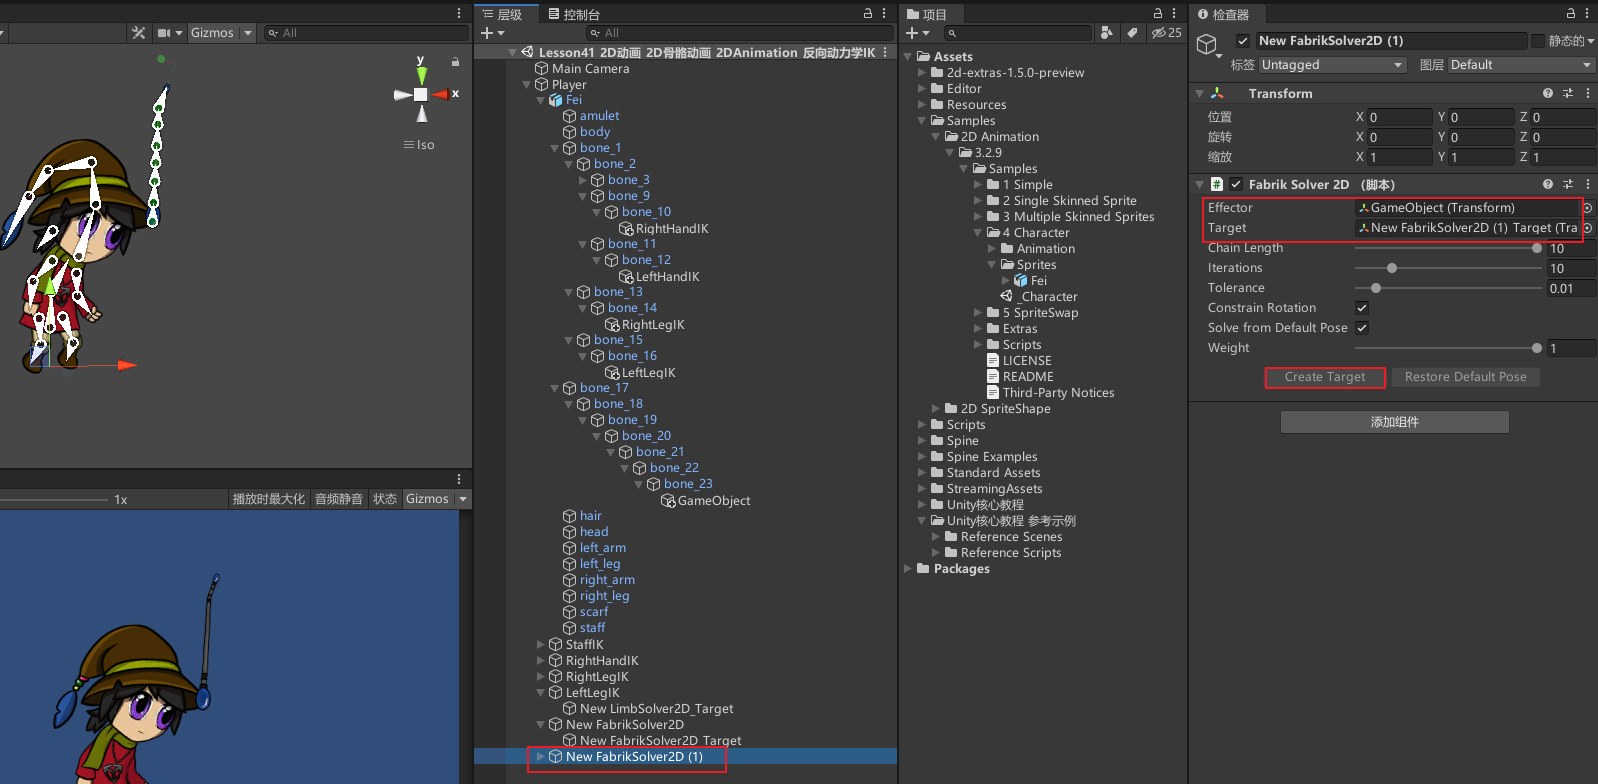 Gizmos
All
y
x
Iso
1x
播放时最大化
音频静音
状态
Gizmos
层级
控制台
All
Lesson41 2D动画 2D骨骼动画 2DAnimation 反向动力学IK
Main Camera
Player
Fei
amulet
body
bone_1
bone_2
bone_3
bone_9
bone_10
RightHandIK
bone_11
bone_12
LeftHandIK
bone_13
bone_14
RightLegIK
bone_15
bone_16
LeftLegIK
bone_17
bone_18
bone_19
bone_20
bone_21
bone_22
bone_23
GameObject
hair
head
left_arm
left_leg
right_arm
right_leg
scarf
staff
StaffIK
RightHandIK
RightLegIK
LeftLegIK
New LimbSolver2D_Target
New FabrikSolver2D
New FabrikSolver2D_Target
New FabrikSolver2D (1)
项目
25
Assets
2d-extras-1.5.0-preview
Editor
Resources
Samples
2D Animation
3.2.9
Samples
1 Simple
2 Single Skinned Sprite
3 Multiple Skinned Sprites
4 Character
Animation
Sprites
Fei
_Character
5 SpriteSwap
Extras
Scripts
LICENSE
README
Third-Party Notices
2D SpriteShape
Scripts
Spine
Spine Examples
Standard Assets
StreamingAssets
Unity核心教程
Unity核心教程 参考示例
Reference Scenes
Reference Scripts
Packages
检查器
New FabrikSolver2D (1)
静态的
标签 Untagged 图层 Default
Transform
位置 X 0 Y 0 Z 0
旋转 X 0 Y 0 Z 0
缩放 X 1 Y 1 Z 1
# Fabrik Solver 2D （脚本）
Effector GameObject (Transform)
Target New FabrikSolver2D (1)_Target (Tra
Chain Length 10
Iterations 10
Tolerance 0.01
Constrain Rotation
Solve from Default Pose
Weight 1
Create Target Restore Default Pose
添加组件